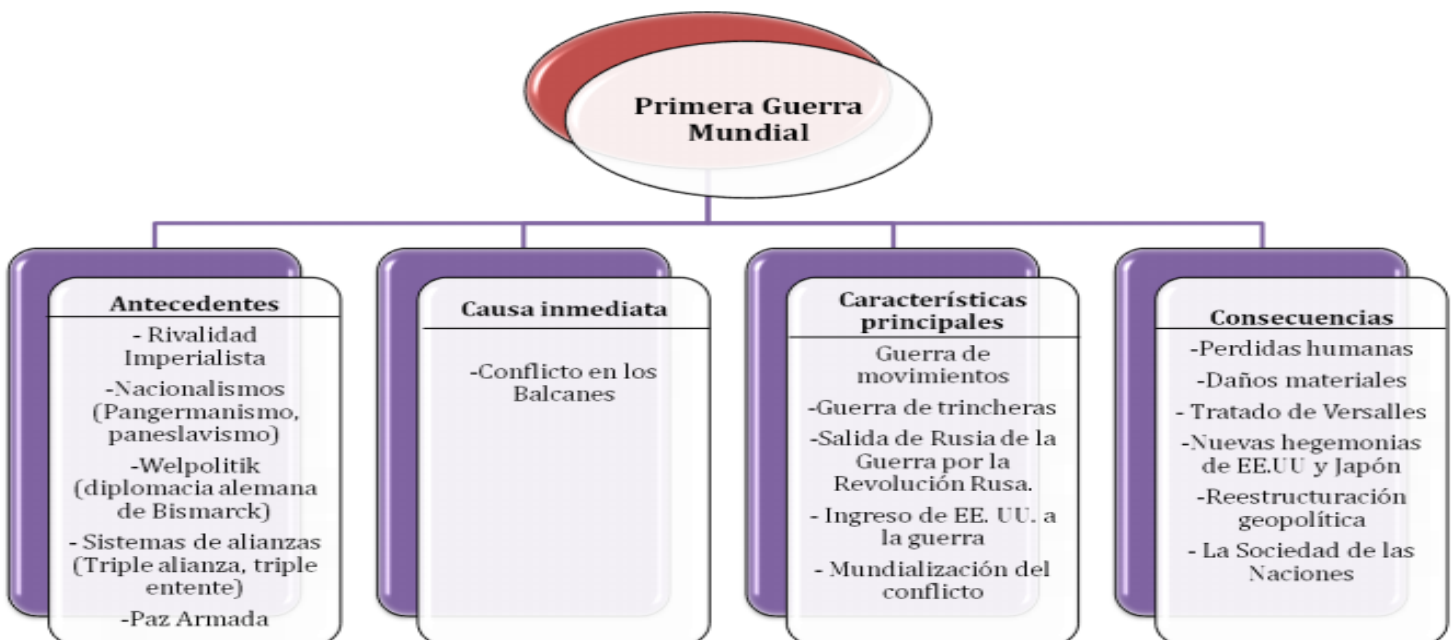 Primera Guerra
Mundial
Antecedentes
- Rivalidad
Imperialista
-Nacionalismos
(Pangermanismo,
paneslavismo)
-Welpolitik
(diplomacia alemana
de Bismarck)
- Sistemas de alianzas
(Triple alianza, triple
entente)
-Paz Armada
Causa inmediata
-Conflicto en los
Balcanes
Características
principales
Guerra de
movimientos
-Guerra de trincheras
-Salida de Rusia de la
Guerra por la
Revolución Rusa.
- Ingreso de EE. UU. a
la guerra
- Mundialización del
conflicto
Consecuencias
-Perdidas humanas
-Daños materiales
- Tratado de Versalles
-Nuevas hegemonias
de EE.UU y Japón
-Reestructuración
geopolítica
- La Sociedad de las
Naciones